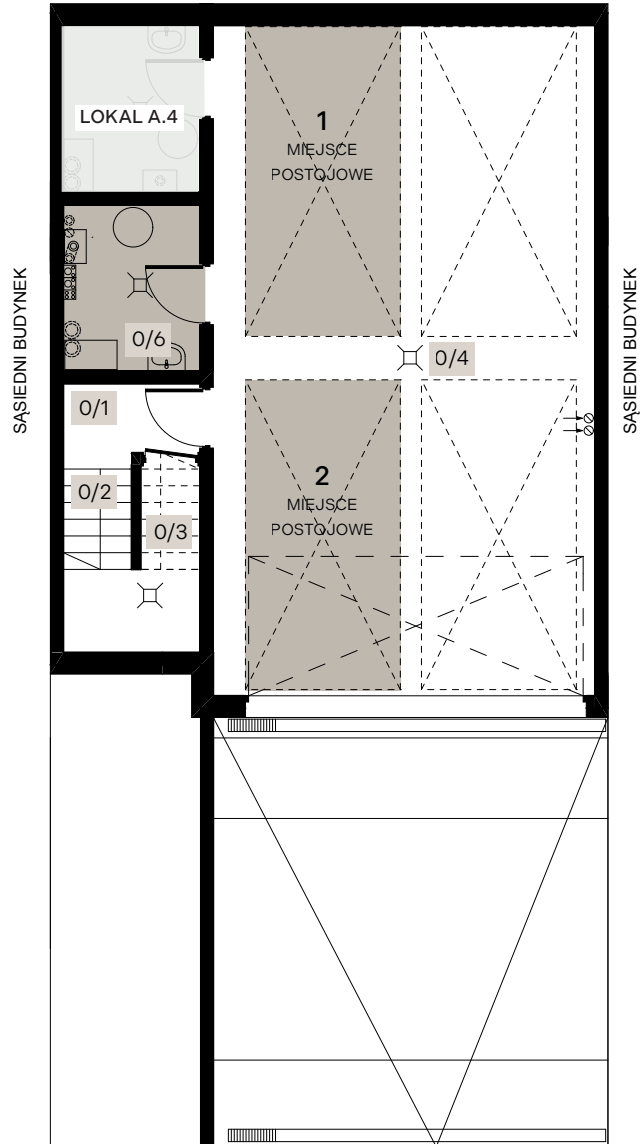 LOKAL A.4
1
MIEJSCE
POSTOJOWE
0/6
0/4
0/1
0/2
0/3
2
MIEJSCE
POSTOJOWE
SĄSIEDNI BUDYNEK
SĄSIEDNI BUDYNEK